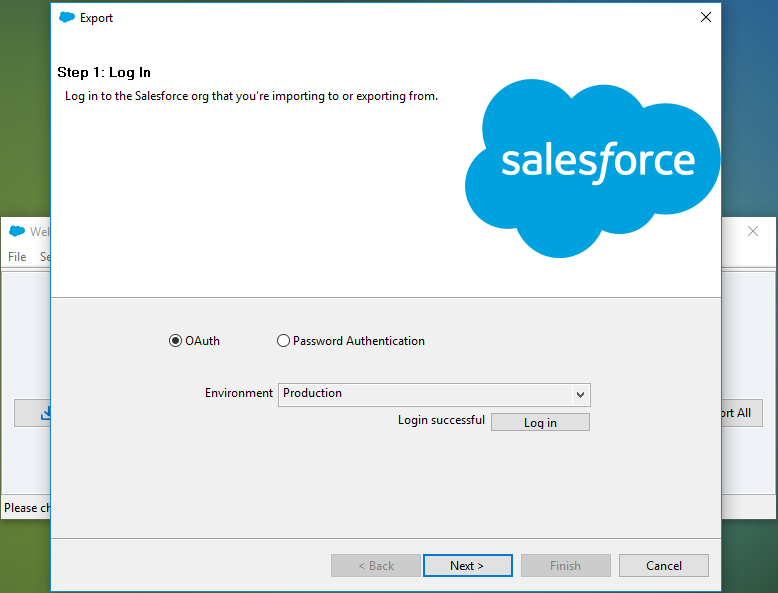 Export
Step 1: Log In
Log in to the Salesforce org that you're importing to or exporting from.
salesforce
Wel
File Se
OAuth Password Authentication
Environment Production
Login successful Log in
ort All
Please ch
< Back Next > Finish Cancel